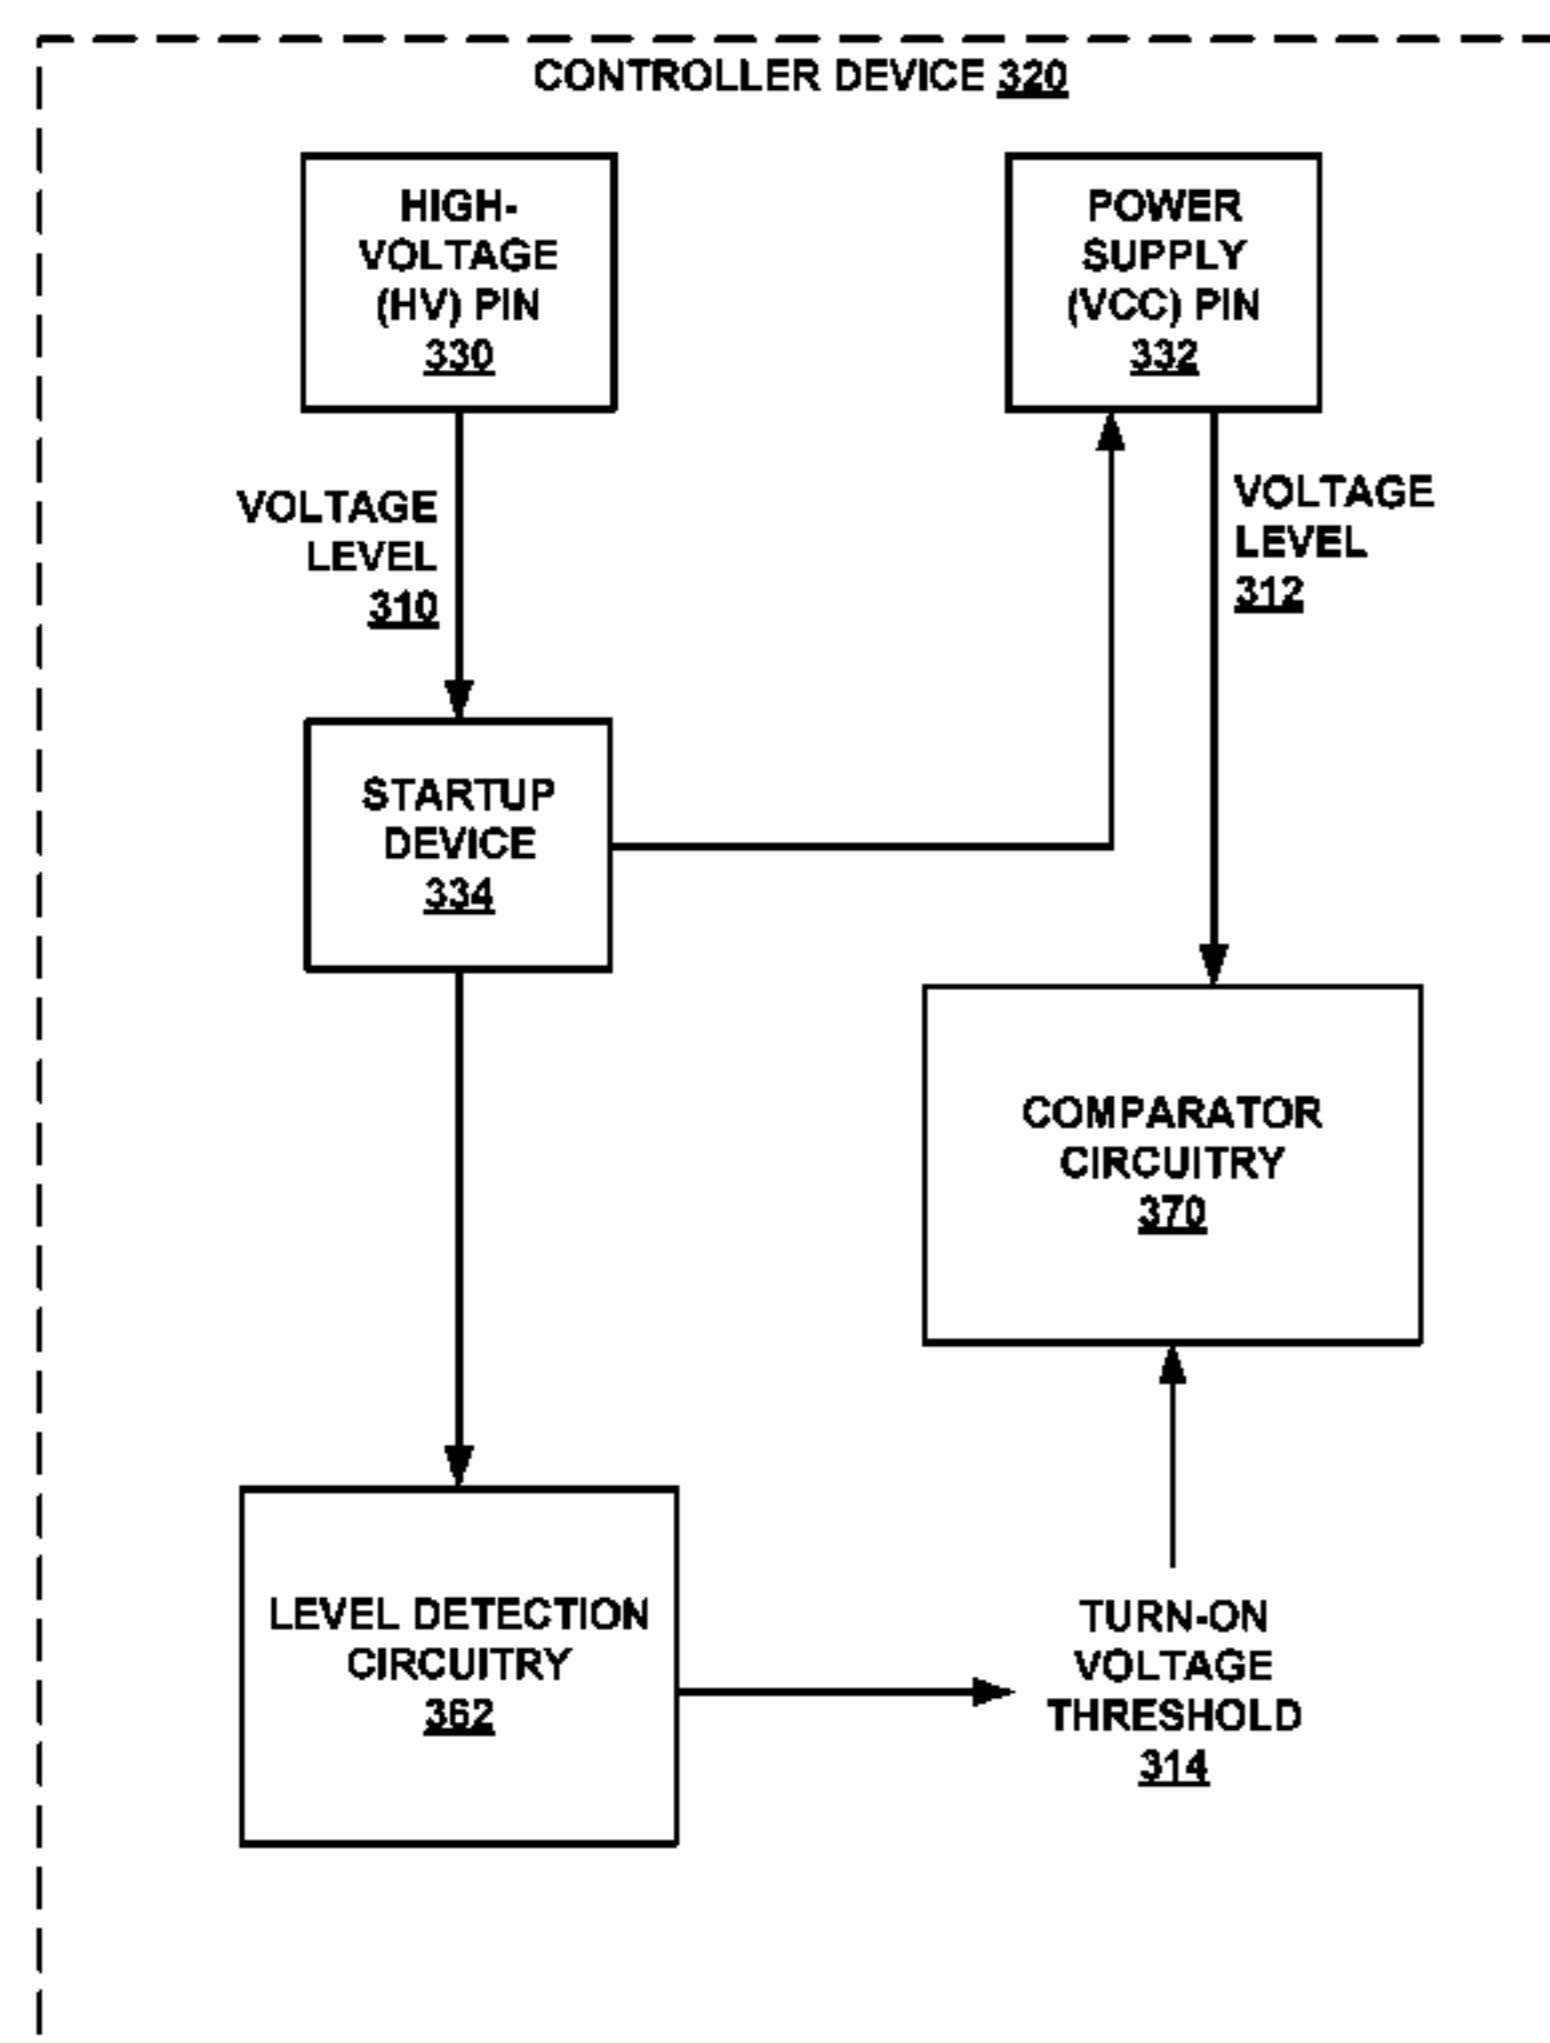 CONTROLLER DEVICE 320
HIGH-
VOLTAGE
(HV) PIN
330
POWER
SUPPLY
(VCC) PIN
332
VOLTAGE
LEVEL
310
VOLTAGE
LEVEL
312
STARTUP
DEVICE
334
COMPARATOR
CIRCUITRY
370
LEVEL DETECTION
CIRCUITRY
362
TURN-ON
VOLTAGE
THRESHOLD
314